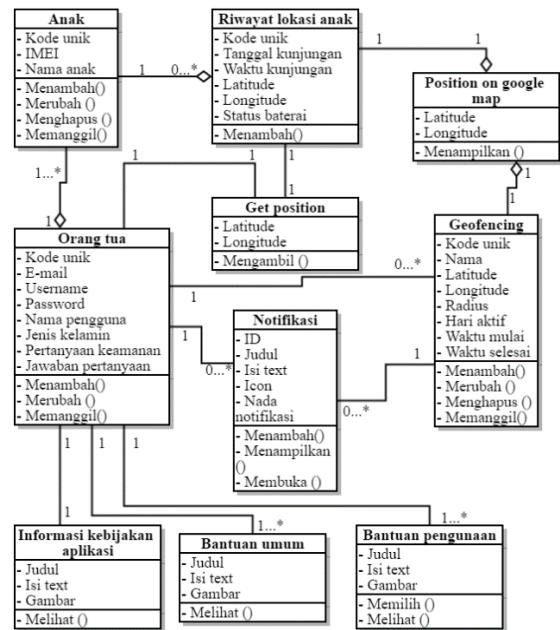 Anak
- Kode unik
- IMEI
- Nama anak
- Menambah()
- Merubah ()
- Menghapus ()
- Memanggil()
Riwayat lokasi anak
- Kode unik
- Tanggal kunjungan
- Waktu kunjungan
- Latitude
- Longitude
- Status baterai
- Menambah()
Position on google
map
- Latitude
- Longitude
- Menampilkan ()
1
0...*
1
1
1...*
1
1
1
1
1
1
Get position
- Latitude
- Longitude
- Mengambil ()
Orang tua
- Kode unik
- E-mail
- Username
- Password
- Nama pengguna
- Jenis kelamin
- Pertanyaan keamanan
- Jawaban pertanyaan
- Menambah()
- Merubah ()
- Memanggil()
Geofencing
- Kode unik
- Nama
- Latitude
- Longitude
- Radius
- Hari aktif
- Waktu mulai
- Waktu selesai
- Menambah()
- Merubah ()
- Menghapus ()
- Memanggil()
1
0...*
1
0...*
1
0...*
Notifikasi
- ID
- Judul
- Isi text
- Icon
- Nada
notifikasi
- Menambah()
- Menampilkan
()
- Membuka ()
1
1
1
1
1...*
1...*
Informasi kebijakan
aplikasi
- Judul
- Isi text
- Gambar
- Melihat ()
Bantuan umum
- Judul
- Isi text
- Gambar
- Melihat ()
Bantuan pengunaan
- Judul
- Isi text
- Gambar
- Memilih ()
- Melihat ()